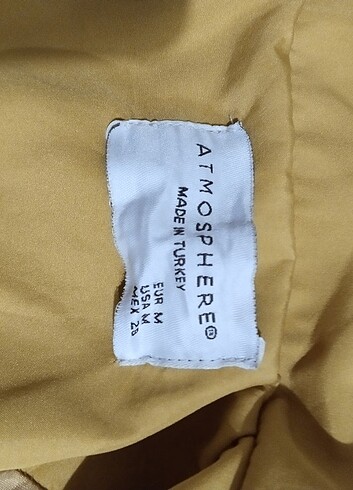 ATMOSPHERE®
MADE IN TURKEY
EUR M
USA M
MEX 28